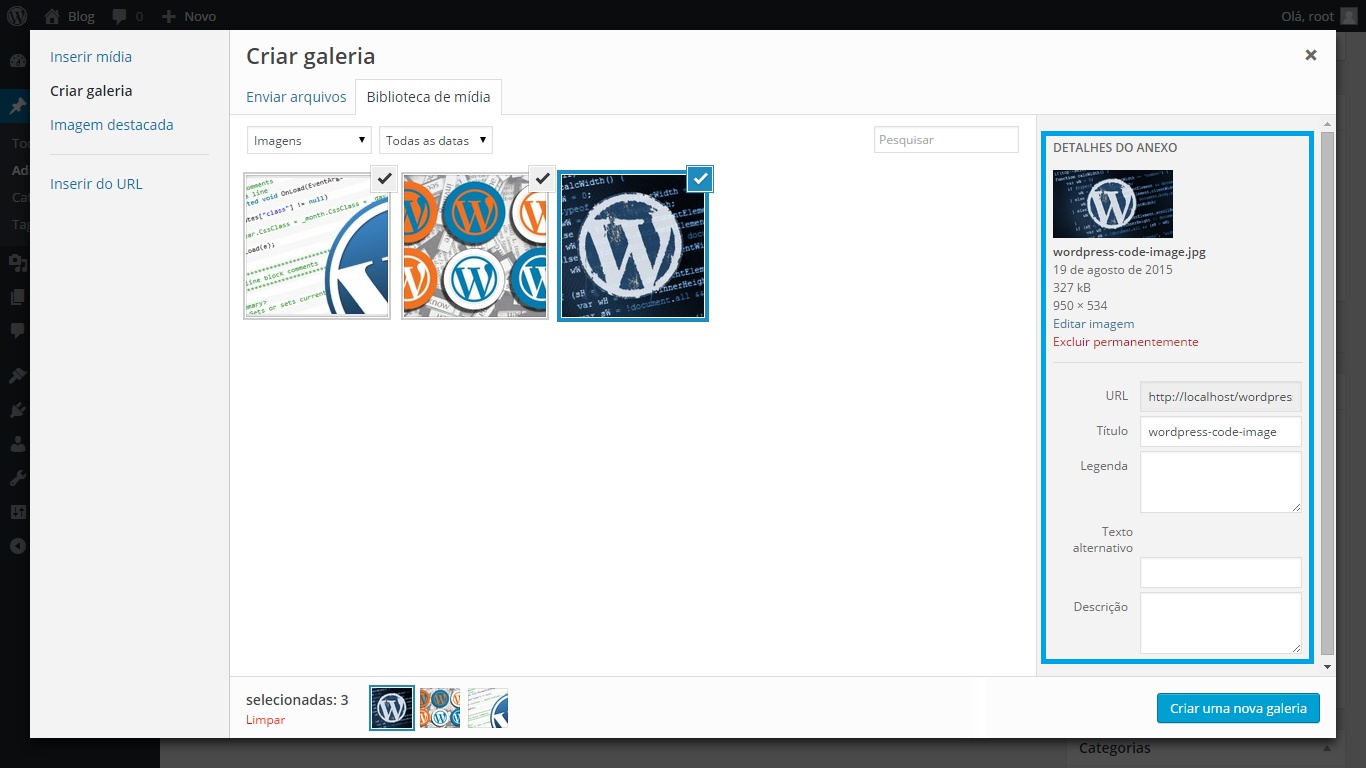 Blog
0
Novo
Olá, root
Inserir mídia
Criar galeria
Imagem destacada
Inserir do URL
Criar galeria
Enviar arquivos
Biblioteca de mídia
Imagens
Todas as datas
Pesquisar
DETALHES DO ANEXO
wordpress-code-image.jpg
19 de agosto de 2015
327 kB
950 × 534
Editar imagem
Excluir permanentemente
URL
http://localhost/wordpres
Título
wordpress-code-image
Legenda
Texto
alternativo
Descrição
selecionadas: 3
Limpar
Criar uma nova galeria
Categorias